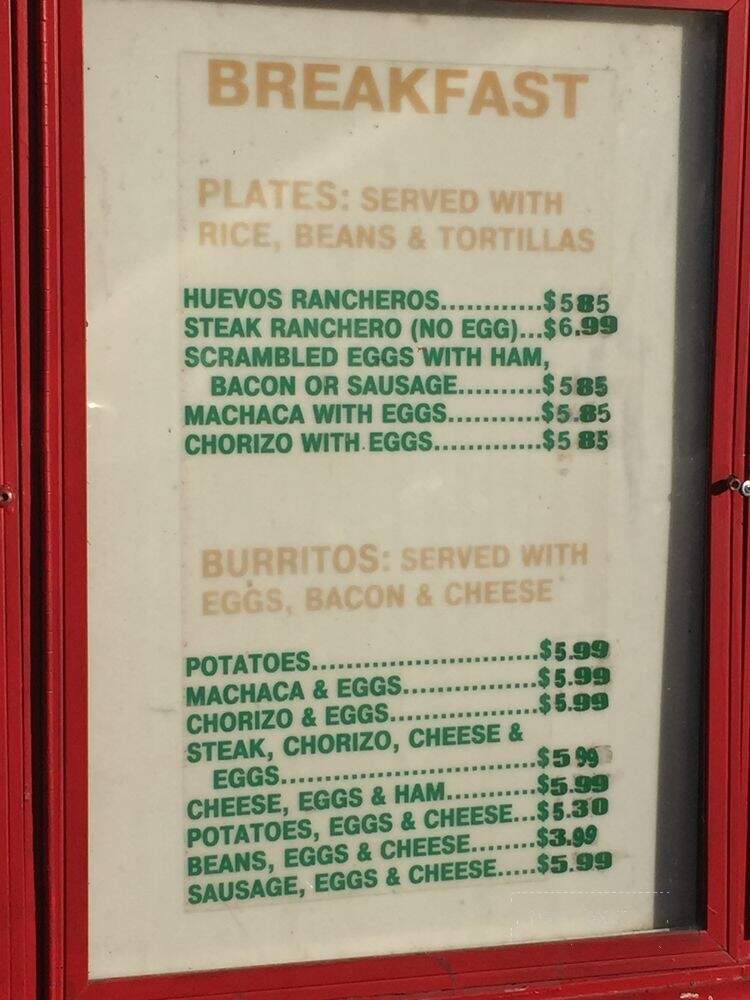 BREAKFAST
PLATES: SERVED WITH
RICE, BEANS & TORTILLAS
HUEVOS RANCHEROS............$5 85
STEAK RANCHERO (NO EGG)...$6.99
SCRAMBLED EGGS WITH HAM,
BACON OR SAUSAGE..........$5 85
MACHACA WITH EGGS...........$5.85
CHORIZO WITH EGGS.............$5 85
BURRITOS: SERVED WITH
EGGS, BACON & CHEESE
POTATOES...........................$5.99
MACHACA & EGGS................$5.99
CHORIZO & EGGS..................$5.99
STEAK, CHORIZO, CHEESE &
EGGS..............................$5 99
CHEESE, EGGS & HAM..........$5.99
POTATOES, EGGS & CHEESE...$5.30
BEANS, EGGS & CHEESE........$3.99
SAUSAGE, EGGS & CHEESE.....$5.99